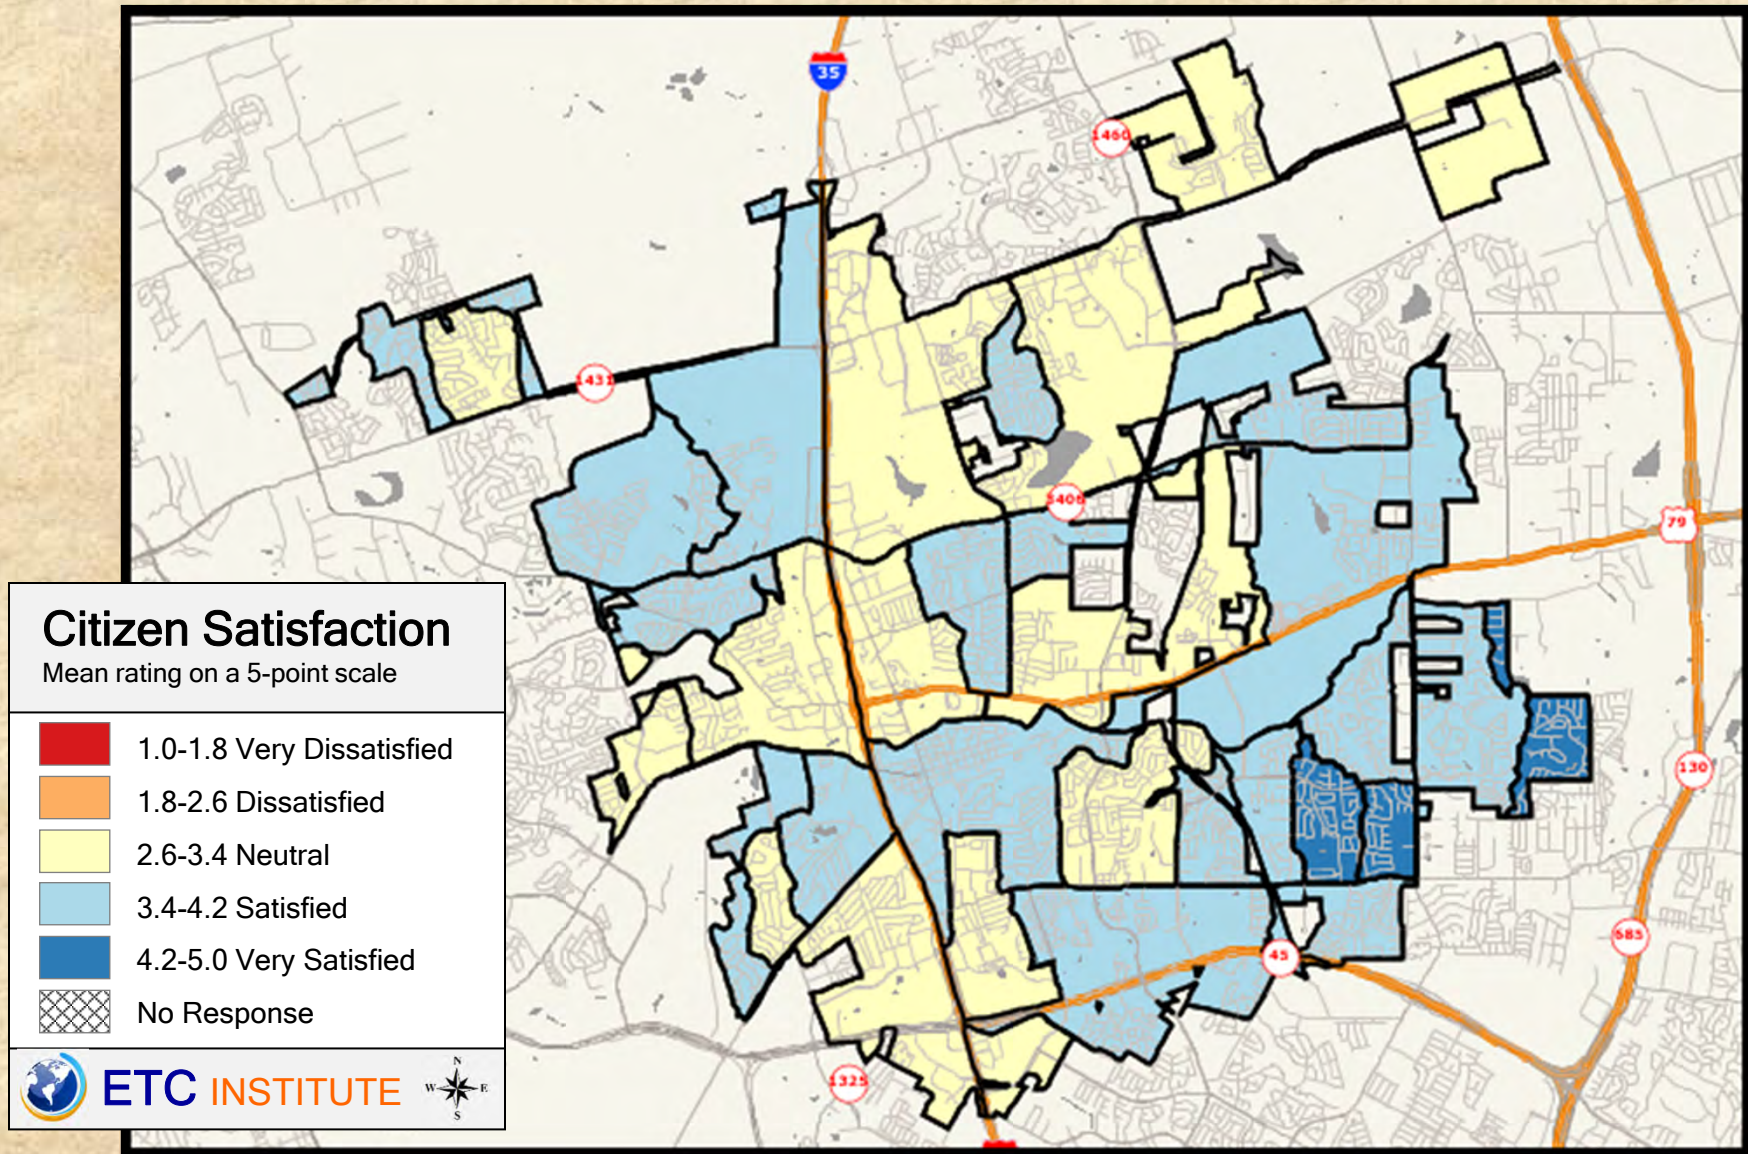 35
1460
1431
3406
79
Citizen Satisfaction
Mean rating on a 5-point scale
1.0-1.8 Very Dissatisfied
1.8-2.6 Dissatisfied
2.6-3.4 Neutral
3.4-4.2 Satisfied
4.2-5.0 Very Satisfied
No Response
130
685
45
1325
ETC INSTITUTE
N
W E
S